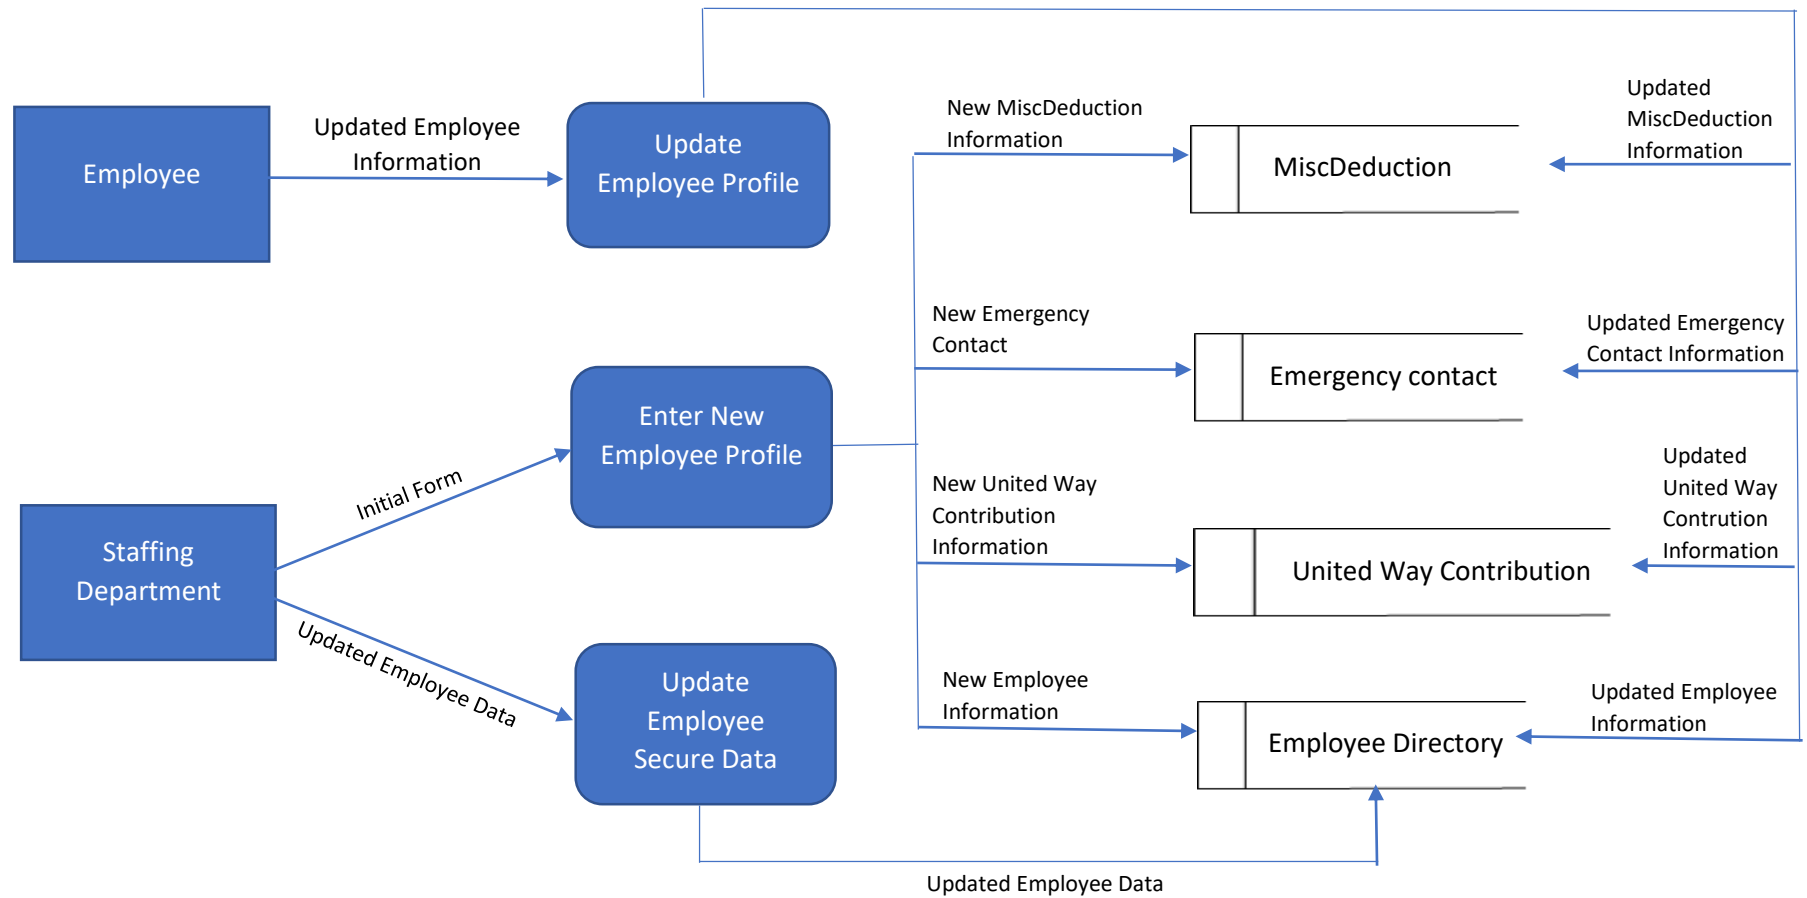 Employee
Updated Employee
Information
Update
Employee Profile
New MiscDeduction
Information
MiscDeduction
Updated
MiscDeduction
Information
New Emergency
Contact
Emergency contact
Updated Emergency
Contact Information
Enter New
Employee Profile
Initial Form
Staffing
Department
New United Way
Contribution
Information
United Way Contribution
Updated
United Way
Contrution
Information
Updated Employee Data
Update
Employee
Secure Data
New Employee
Information
Employee Directory
Updated Employee
Information
Updated Employee Data